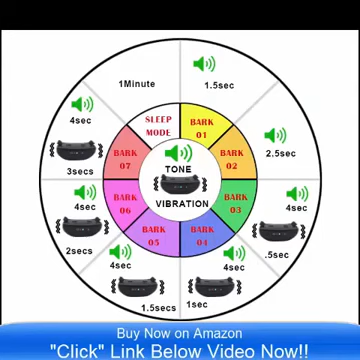 1Minute
1.5sec
4sec
SLEEP
MODE
BARK
01
BARK
07
3secs
TONE
BARK
02
2.5sec
VIBRATION
BARK
06
BARK
03
4sec
2secs
4sec
.5sec
BARK
05
BARK
04
4sec
1.5secs
4sec
1sec
Buy Now on Amazon
"Click" Link Below Video Now!!